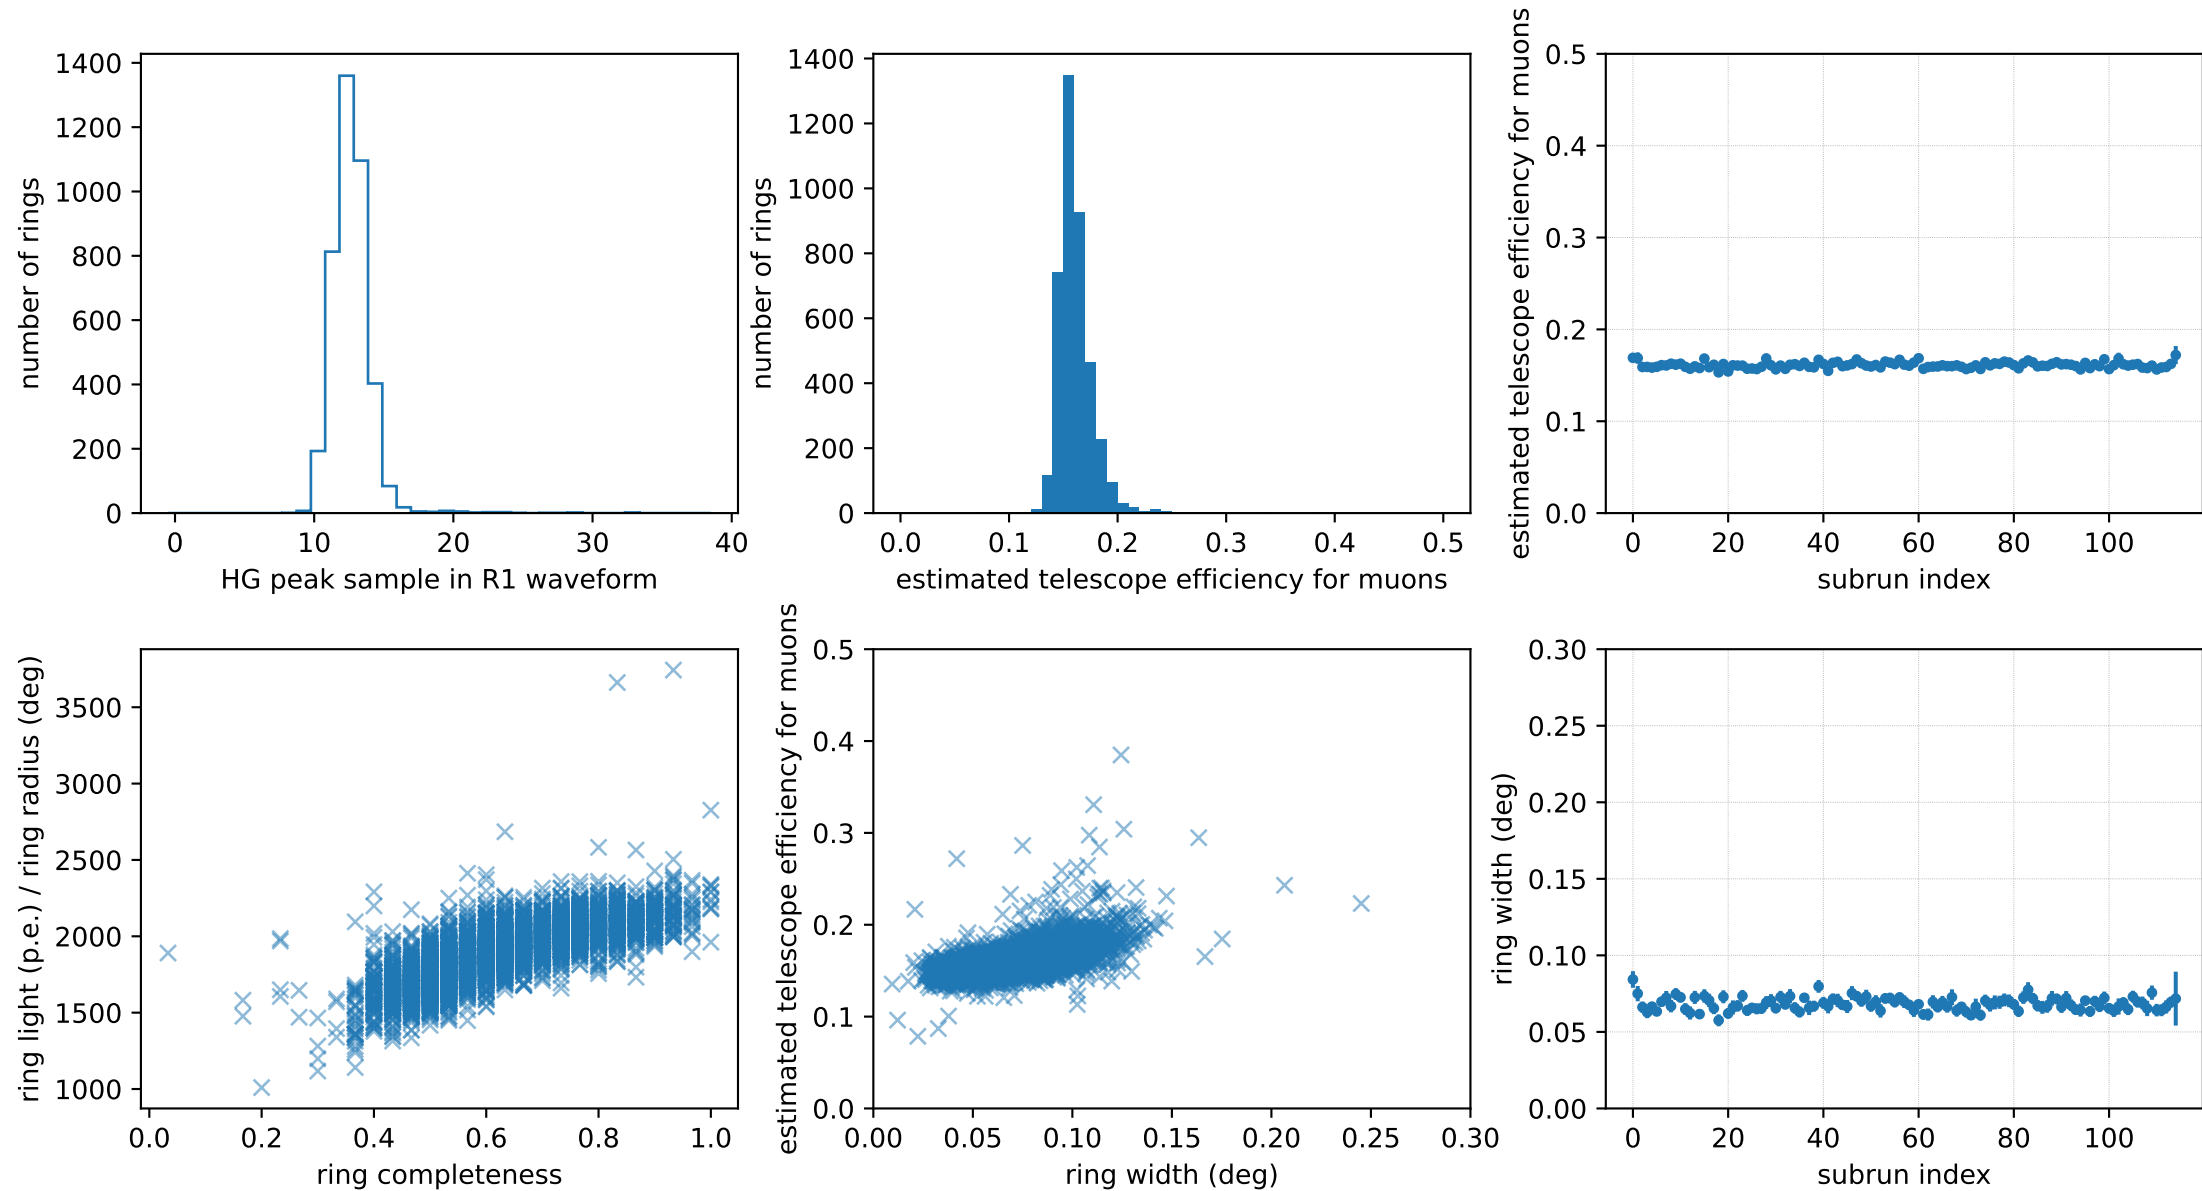 number of rings
1400
1200
1000
800
600
400
200
0
0 10 20 30 40
HG peak sample in R1 waveform
number of rings
1400
1200
1000
800
600
400
200
0
0.0 0.1 0.2 0.3 0.4 0.5
estimated telescope efficiency for muons
estimated telescope efficiency for muons
0.5
0.4
0.3
0.2
0.1
0.0
0 20 40 60 80 100
subrun index
ring light (p.e.) / ring radius (deg)
3500
3000
2500
2000
1500
1000
0.0 0.2 0.4 0.6 0.8 1.0
ring completeness
estimated telescope efficiency for muons
0.5
0.4
0.3
0.2
0.1
0.0
0.00 0.05 0.10 0.15 0.20 0.25 0.30
ring width (deg)
ring width (deg)
0.30
0.25
0.20
0.15
0.10
0.05
0.00
0 20 40 60 80 100
subrun index